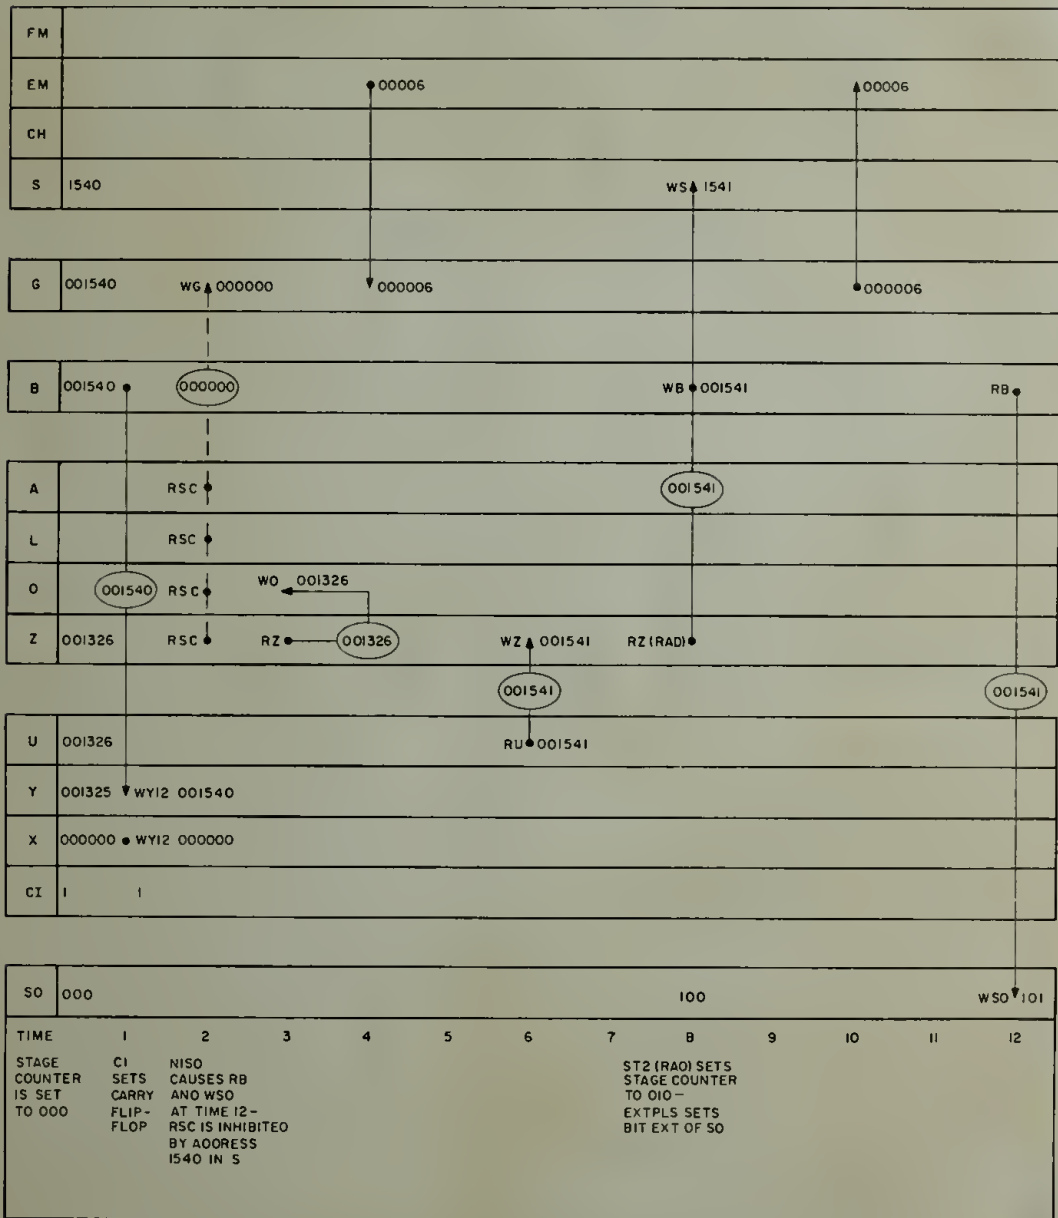 FM
EM 00006 00006
CH
S 1540 WS 1541
G 001540 WG 000000 000006 000006
B 001540 000000 WB 001541 RB
A RSC 001541
L RSC
O 001540 RSC WO 001326
Z 001326 RSC RZ 001326 WZ 001541 RZ (RAD)
001541 001541
U 001326 RU 001541
Y 001325 WY12 001540
X 000000 WY12 000000
CI 1 1
SO 000 100 WSO 101
TIME 1 2 3 4 5 6 7 8 9 10 11 12
STAGE
COUNTER
IS SET
TO 000
CI
SETS
CARRY
FLIP-
FLOP
NISO
CAUSES RB
AND WSO
AT TIME 12-
RSC IS INHIBITED
BY ADDRESS
1540 IN S
ST2 (RAD) SETS
STAGE COUNTER
TO 010-
EXTPLS SETS
BIT EXT OF SO